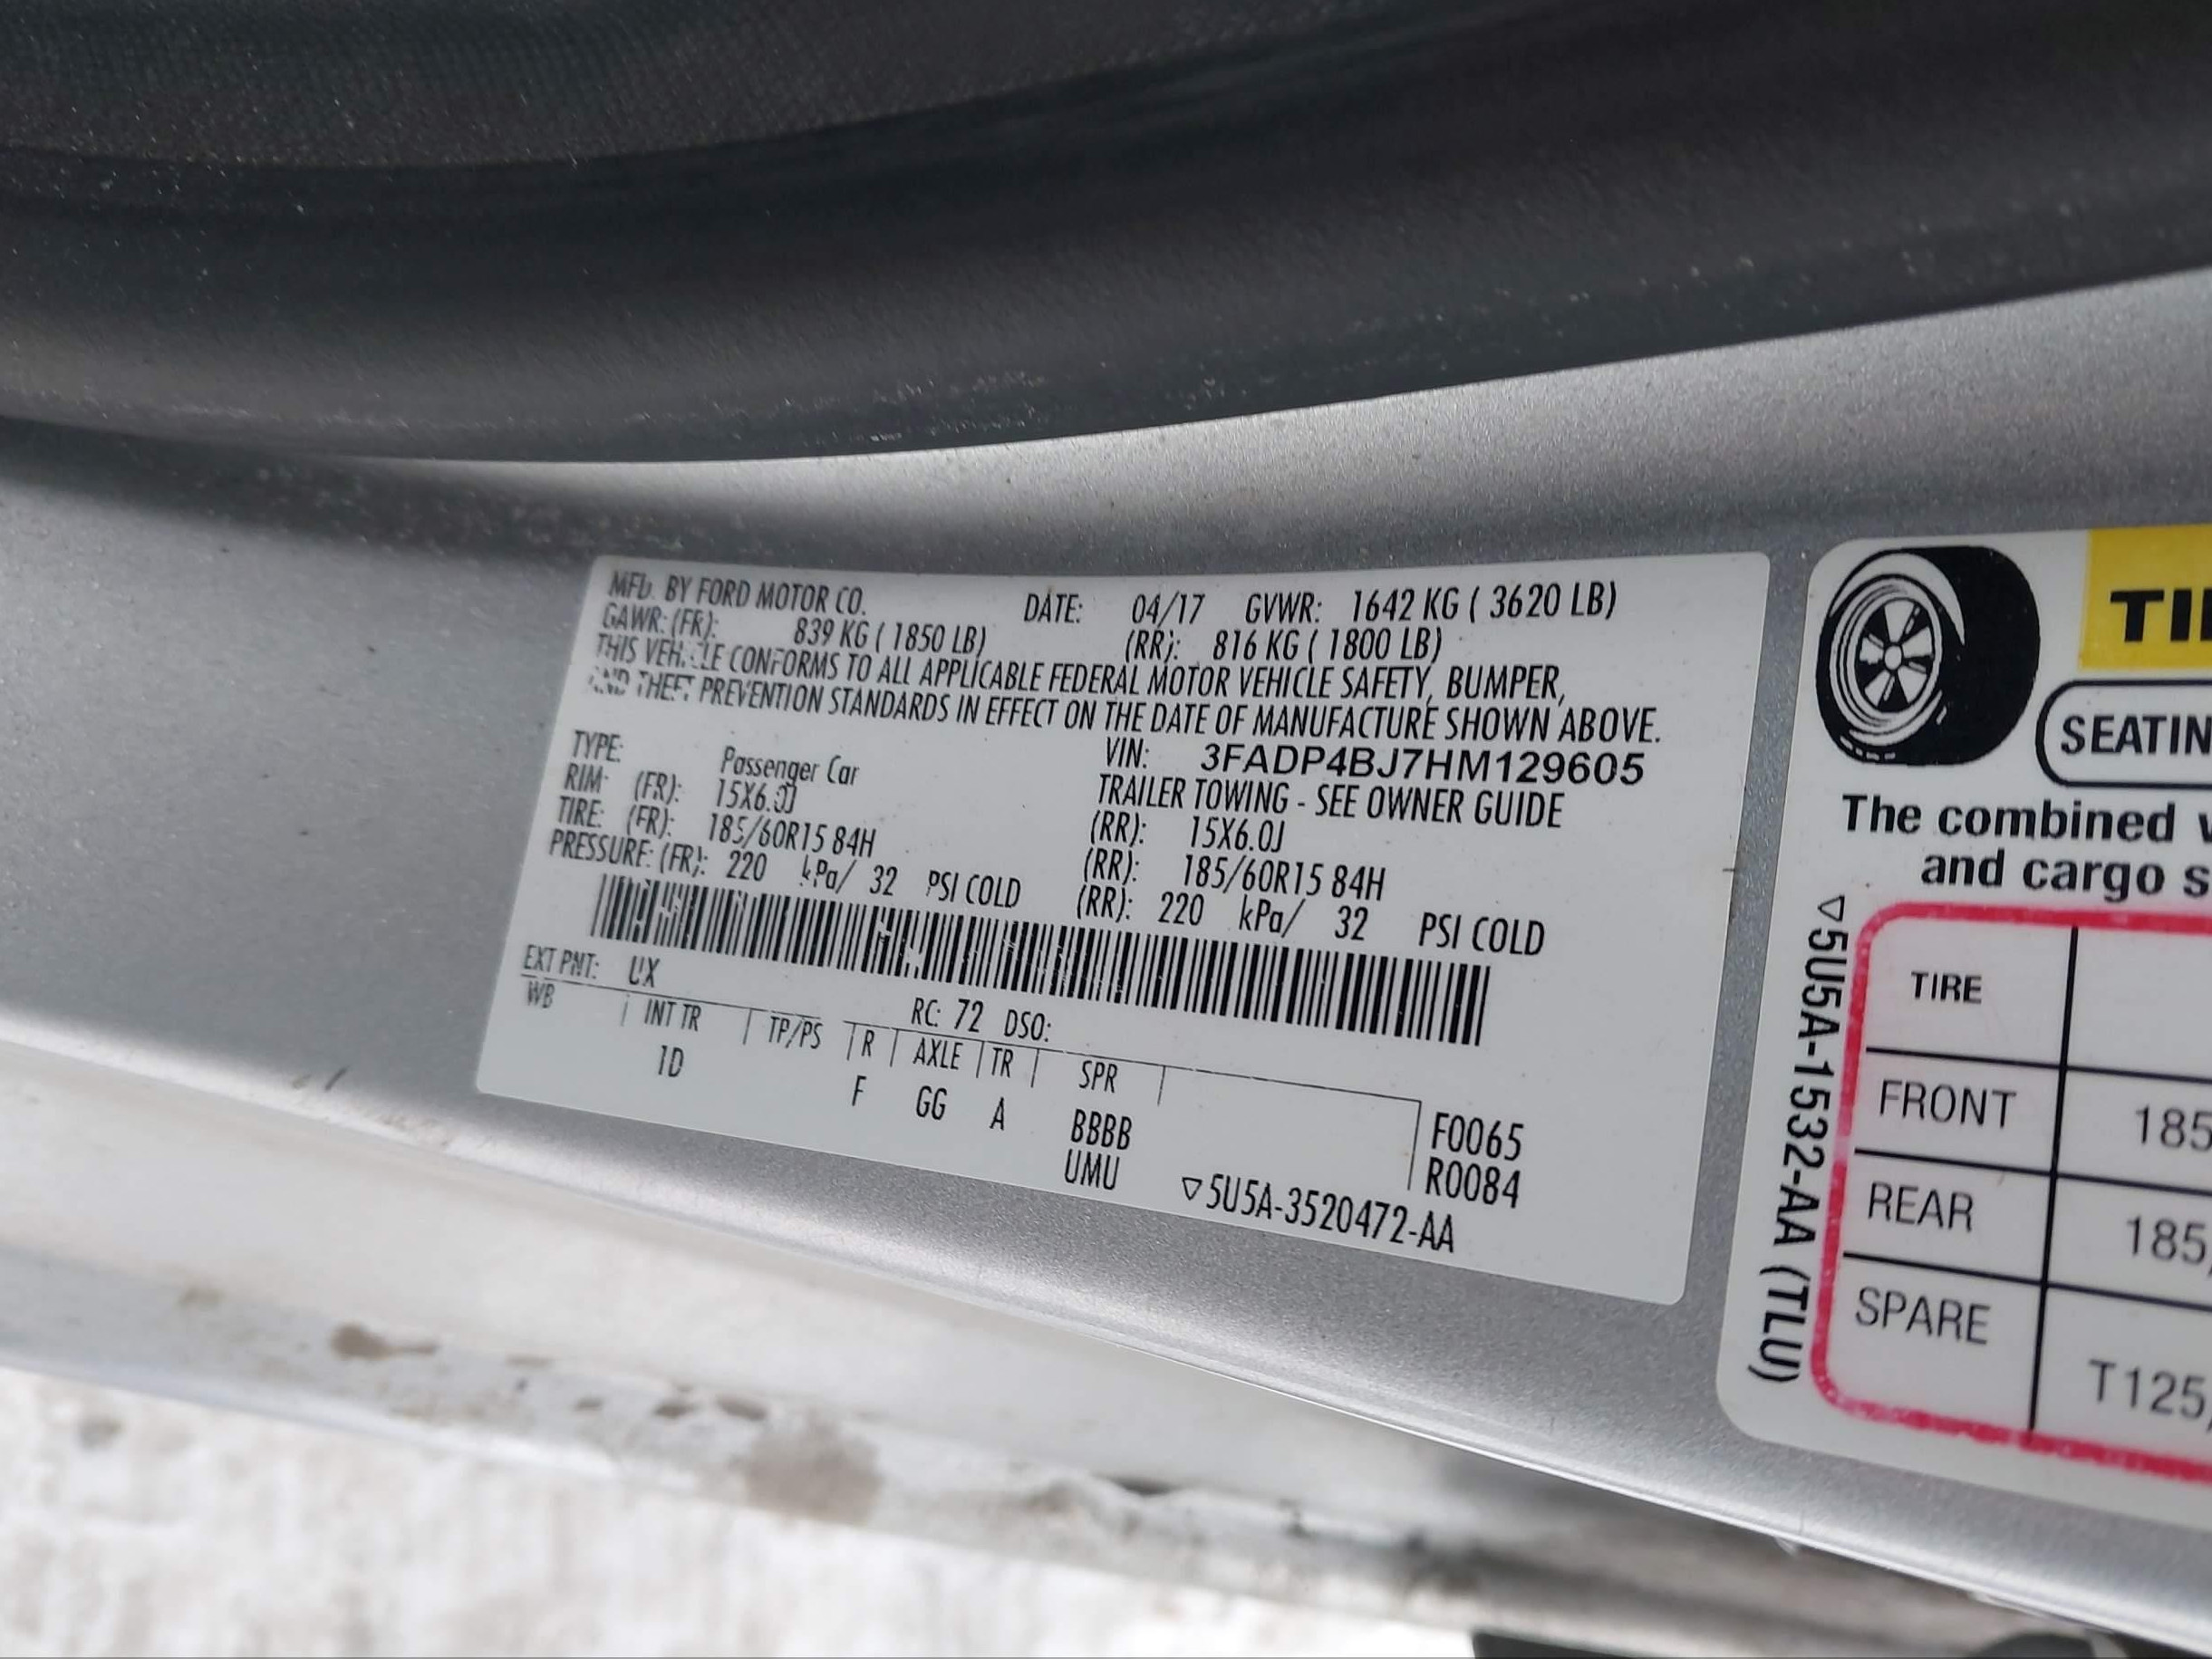 MFD. BY FORD MOTOR CO. DATE: 04/17 GVWR: 1642 KG ( 3620 LB)
GAWR: (FR): 839 KG ( 1850 LB) (RR): 816 KG ( 1800 LB)
THIS VEHICLE CONFORMS TO ALL APPLICABLE FEDERAL MOTOR VEHICLE SAFETY, BUMPER,
AND THEFT PREVENTION STANDARDS IN EFFECT ON THE DATE OF MANUFACTURE SHOWN ABOVE.
VIN: 3FADP4BJ7HM129605
TYPE: Passenger Car TRAILER TOWING - SEE OWNER GUIDE
RIM: (FR): 15X6.0J (RR): 15X6.0J
TIRE: (FR): 185/60R15 84H (RR): 185/60R15 84H
PRESSURE: (FR): 220 kPa/ 32 PSI COLD (RR): 220 kPa/ 32 PSI COLD
EXT PNT: UX RC: 72 DSO:
WB | INT TR | TP/PS | R | AXLE | TR | SPR |
1D F GG A BBBB F0065
UMU R0084
▽5U5A-3520472-AA
TI
SEATIN
The combined
and cargo s
▽5U5A-1532-AA (TLU)
TIRE
FRONT 185
REAR 185
SPARE T125